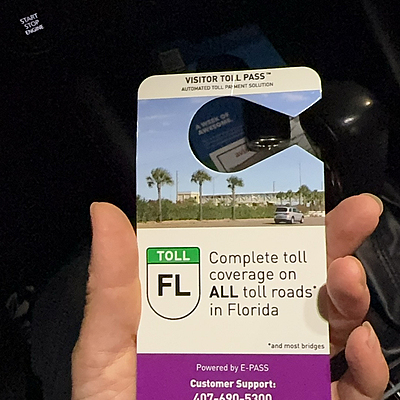 START
STOP
ENGINE
VISITOR TOLL PASS™
AUTOMATED TOLL PAYMENT SOLUTION
A WEEK OF
AWESOME.
TOLL
FL
Complete toll
coverage on
ALL toll roads*
in Florida
*and most bridges
Powered by E-PASS
Customer Support:
407-690-5300